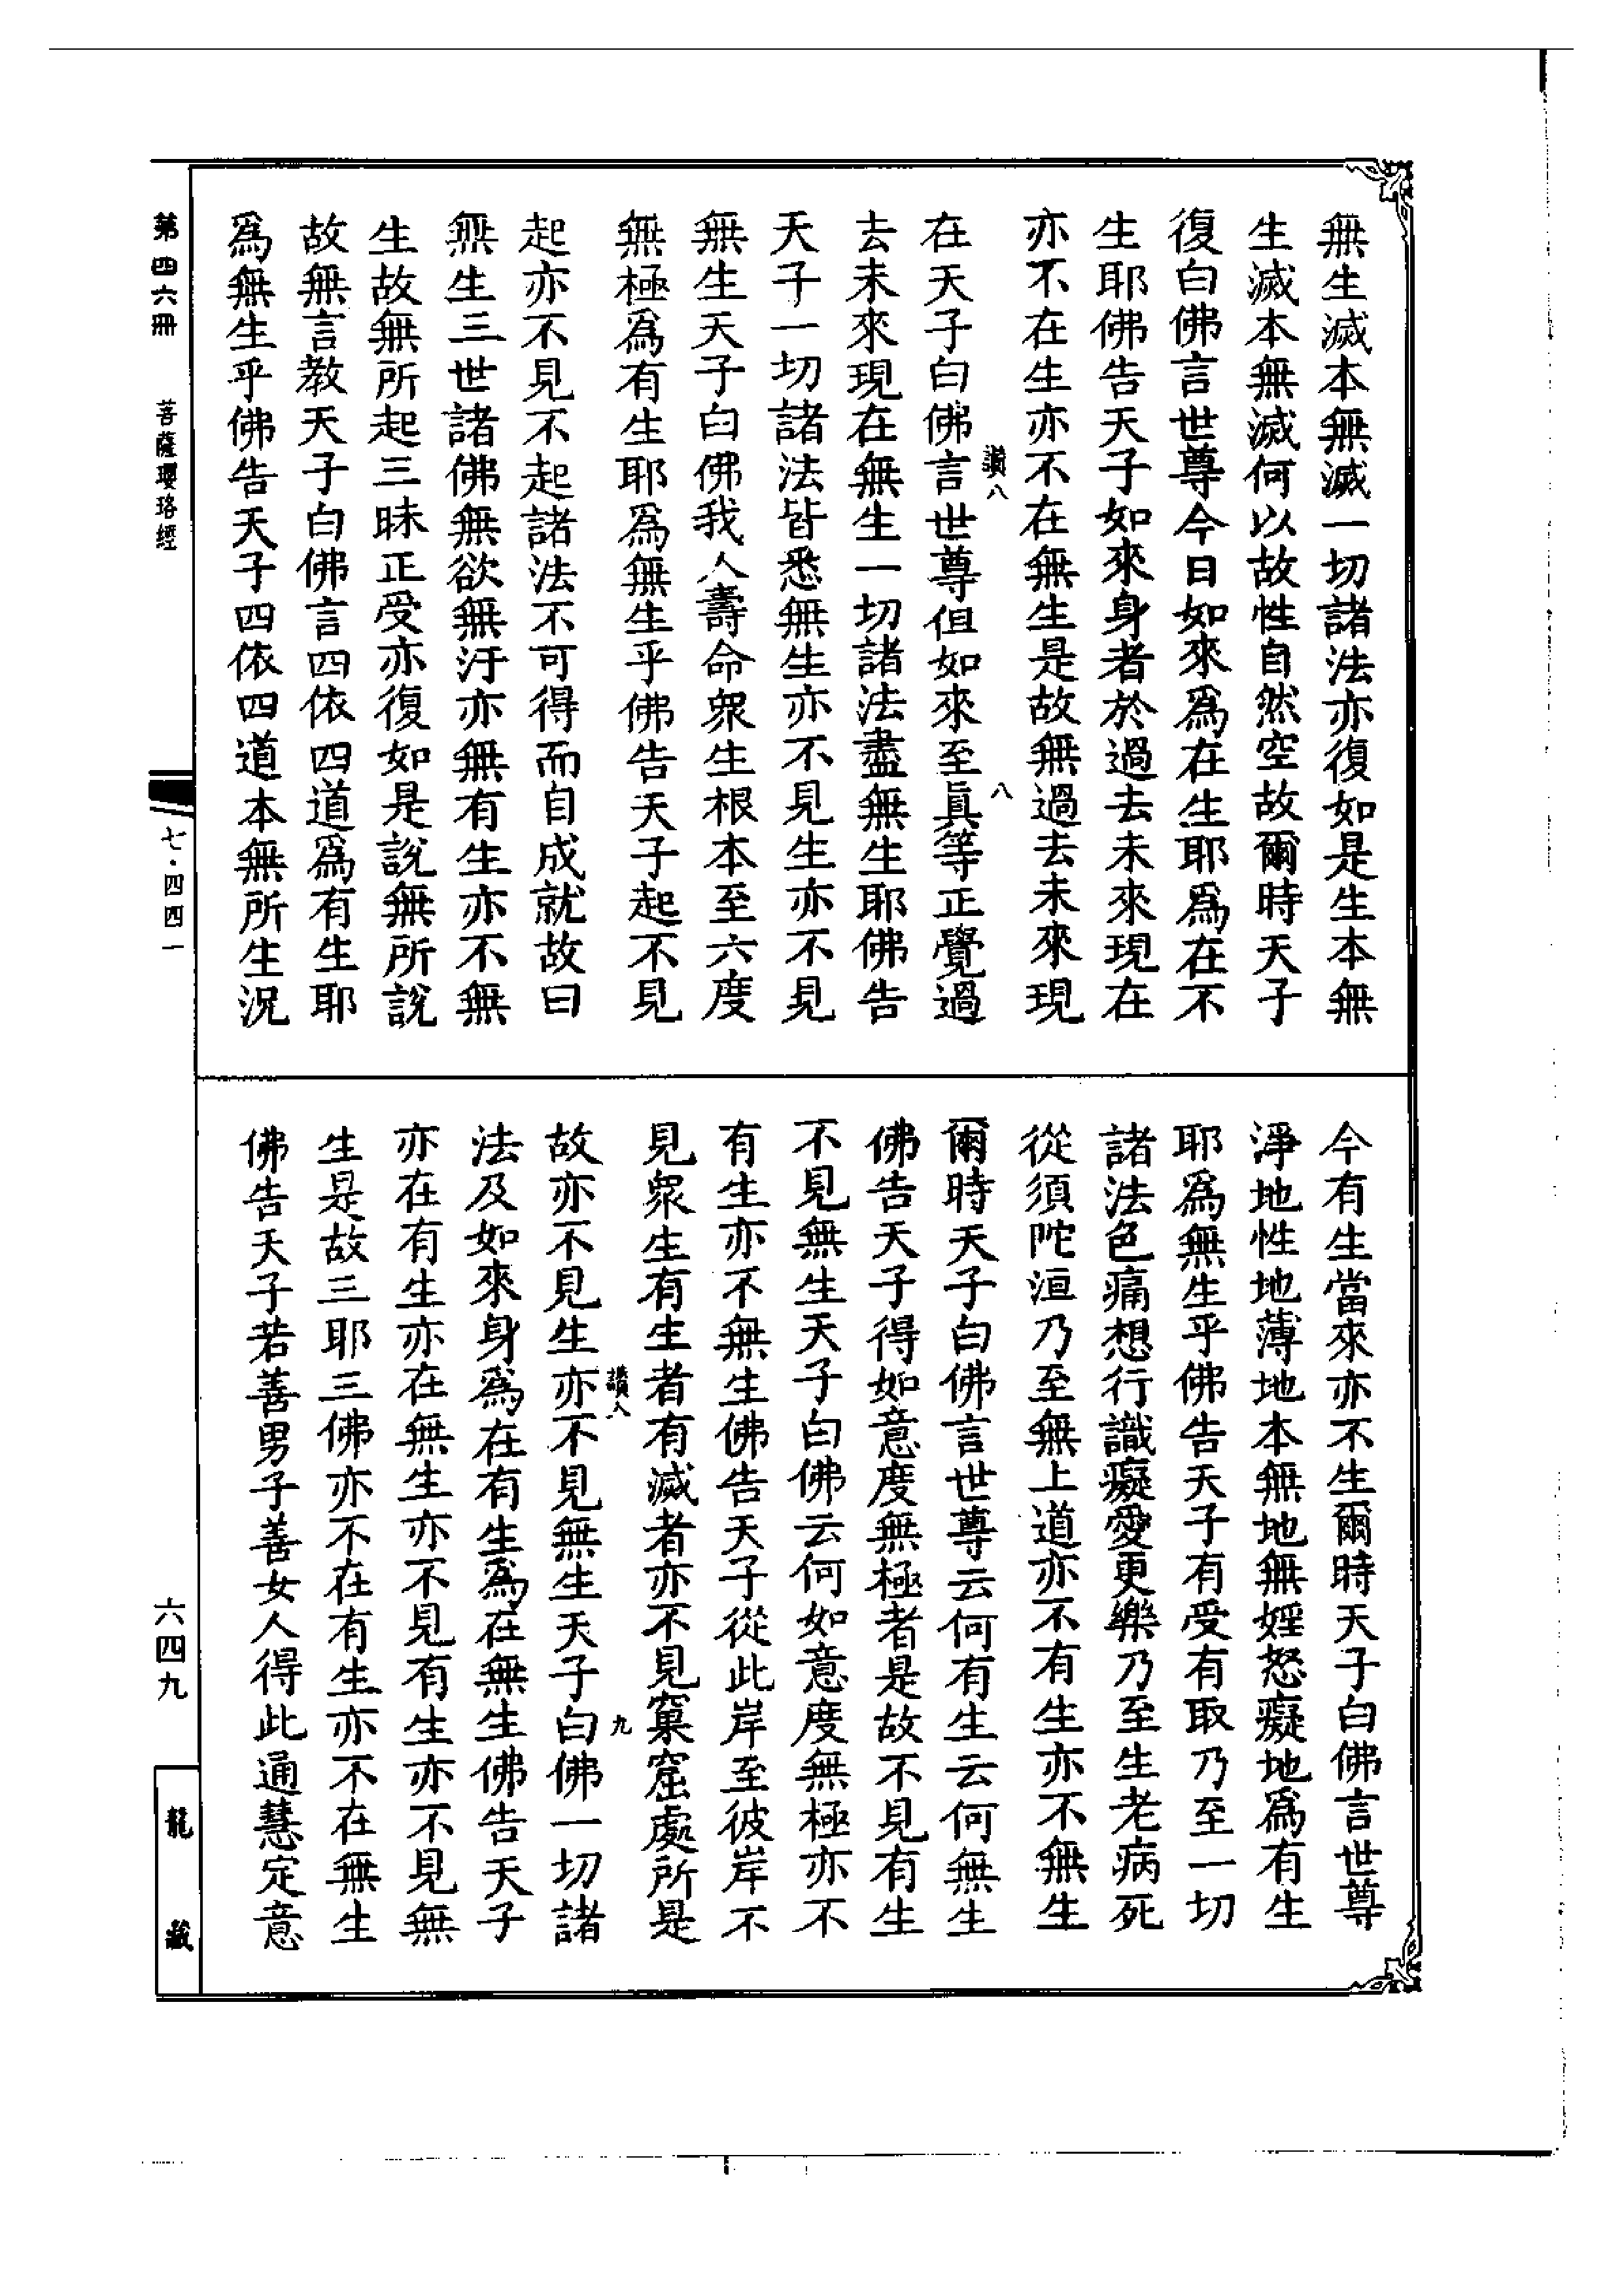 無生滅本無滅一切諸法亦復如是生本無
生滅本無滅何以故性自然空故爾時天子
復白佛言世尊今日如來爲在生耶爲在不
生耶佛告天子如來身者於過去未來現在
亦不在生亦不在無生是故無過去未來現
讃八
八
在天子白佛言世尊但如來至眞等正覺過
去未來現在無生一切諸法盡無生耶佛告
天子一切諸法皆悉無生亦不見生亦不見
無生天子白佛我人壽命衆生根本至六度
無極爲有生耶爲無生乎佛告天子起不見
起亦不見不起諸法不可得而自成就故曰
無生三世諸佛無欲無汙亦無有生亦不無
生故無所起三昧正受亦復如是說無所說
故無言教天子白佛言四依四道爲有生耶
爲無生乎佛告天子四依四道本無所生況
今有生當來亦不生爾時天子白佛言世尊
淨地性地薄地本無地無婬怒癡地爲有生
耶爲無生乎佛告天子有受有取乃至一切
諸法色痛想行識癡愛更樂乃至生老病死
從須陀洹乃至無上道亦不有生亦不無生
爾時天子白佛言世尊云何有生云何無生
佛告天子得如意度無極者是故不見有生
不見無生天子白佛云何如意度無極亦不
有生亦不無生佛告天子從此岸至彼岸不
見衆生有生者有滅者亦不見窠窟處所是
讃八
九
故亦不見生亦不見無生天子白佛一切諸
法及如來身爲在有生爲在無生佛告天子
亦在有生亦在無生亦不見有生亦不見無
生是故三耶三佛亦不在有生亦不在無生
佛告天子若善男子善女人得此通慧定意
第四六冊
菩薩瓔珞經
七·四四一
六四九
龍藏